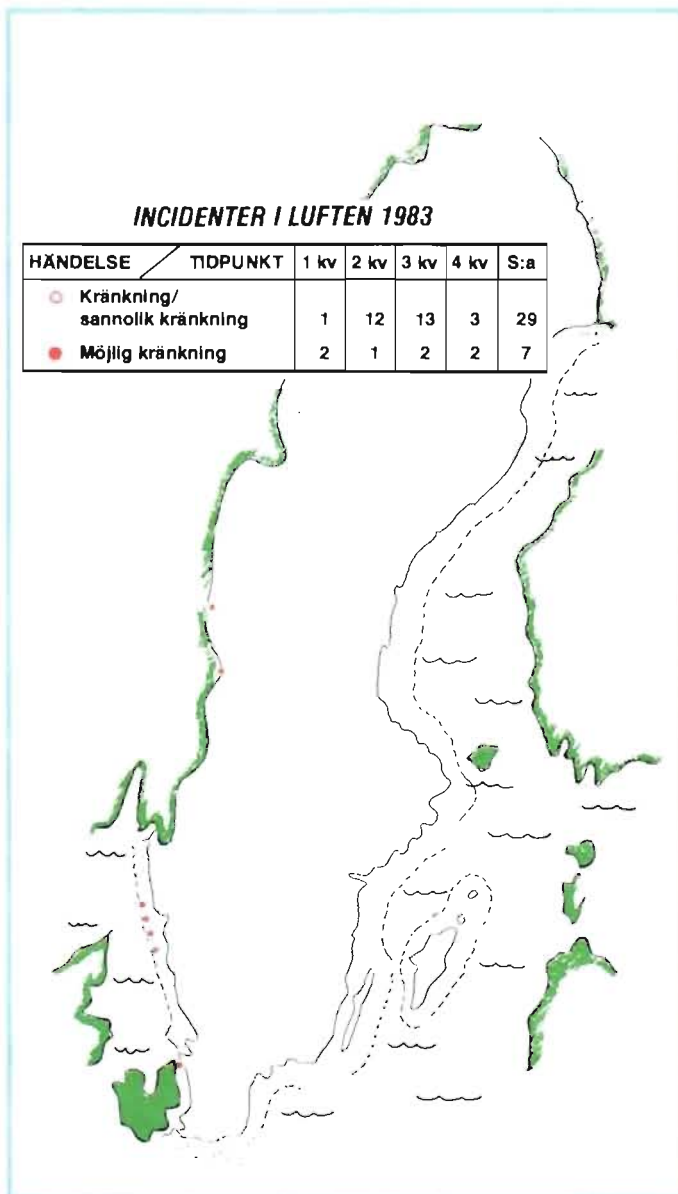 INCIDENTER I LUFTEN 1983
HÄNDELSE / TIDPUNKT 1 kv 2 kv 3 kv 4 kv S:a
Kränkning/
sannolik kränkning 1 12 13 3 29
Möjlig kränkning 2 1 2 2 7